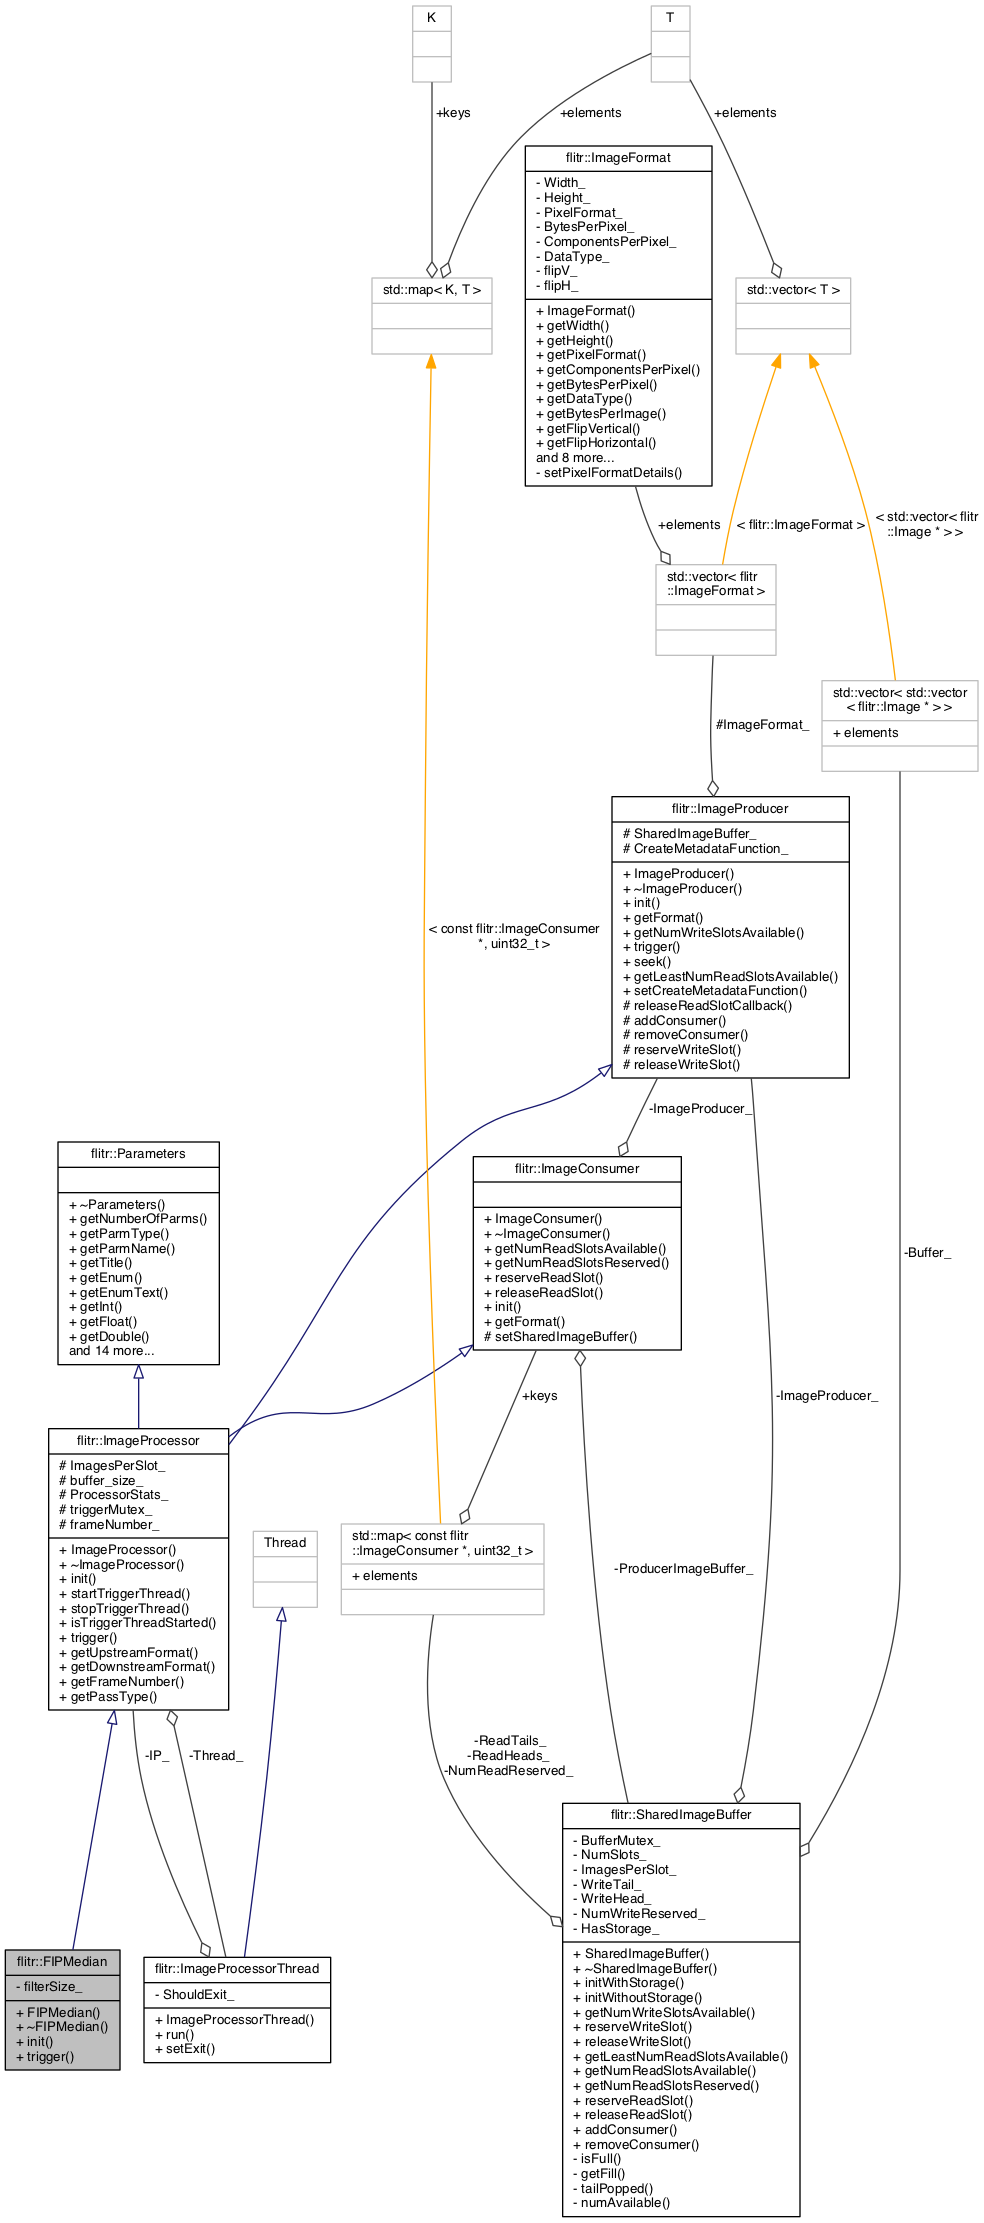 K
T
+keys
+elements
+elements
flitr::ImageFormat
- Width_
- Height_
- PixelFormat_
- BytesPerPixel_
- ComponentsPerPixel_
- DataType_
- flipV_
- flipH_
+ ImageFormat()
+ getWidth()
+ getHeight()
+ getPixelFormat()
+ getComponentsPerPixel()
+ getBytesPerPixel()
+ getDataType()
+ getBytesPerImage()
+ getFlipVertical()
+ getFlipHorizontal()
and 8 more...
- setPixelFormatDetails()
std::map< K, T >
std::vector< T >
+elements
< flitr::ImageFormat >
< std::vector< flitr
::Image * > >
std::vector< flitr
::ImageFormat >
std::vector< std::vector
< flitr::Image * > >
+ elements
#ImageFormat_
flitr::ImageProducer
# SharedImageBuffer_
# CreateMetadataFunction_
+ ImageProducer()
+ ~ImageProducer()
+ init()
+ getFormat()
+ getNumWriteSlotsAvailable()
+ trigger()
+ seek()
+ getLeastNumReadSlotsAvailable()
+ setCreateMetadataFunction()
# releaseReadSlotCallback()
# addConsumer()
# removeConsumer()
# reserveWriteSlot()
# releaseWriteSlot()
< const flitr::ImageConsumer
*, uint32_t >
-ImageProducer_
flitr::Parameters
+ ~Parameters()
+ getNumberOfParms()
+ getParmType()
+ getParmName()
+ getTitle()
+ getEnum()
+ getEnumText()
+ getInt()
+ getFloat()
+ getDouble()
and 14 more...
flitr::ImageConsumer
+ ImageConsumer()
+ ~ImageConsumer()
+ getNumReadSlotsAvailable()
+ getNumReadSlotsReserved()
+ reserveReadSlot()
+ releaseReadSlot()
+ init()
+ getFormat()
# setSharedImageBuffer()
-Buffer_
+keys
-ImageProducer_
flitr::ImageProcessor
# ImagesPerSlot_
# buffer_size_
# ProcessorStats_
# triggerMutex_
# frameNumber_
+ ImageProcessor()
+ ~ImageProcessor()
+ init()
+ startTriggerThread()
+ stopTriggerThread()
+ isTriggerThreadStarted()
+ trigger()
+ getUpstreamFormat()
+ getDownstreamFormat()
+ getFrameNumber()
+ getPassType()
Thread
std::map< const flitr
::ImageConsumer *, uint32_t >
+ elements
-ProducerImageBuffer_
-IP_
-Thread_
-ReadTails_
-ReadHeads_
-NumReadReserved_
flitr::FIPMedian
- filterSize_
+ FIPMedian()
+ ~FIPMedian()
+ init()
+ trigger()
flitr::ImageProcessorThread
- ShouldExit_
+ ImageProcessorThread()
+ run()
+ setExit()
flitr::SharedImageBuffer
- BufferMutex_
- NumSlots_
- ImagesPerSlot_
- WriteTail_
- WriteHead_
- NumWriteReserved_
- HasStorage_
+ SharedImageBuffer()
+ ~SharedImageBuffer()
+ initWithStorage()
+ initWithoutStorage()
+ getNumWriteSlotsAvailable()
+ reserveWriteSlot()
+ releaseWriteSlot()
+ getLeastNumReadSlotsAvailable()
+ getNumReadSlotsAvailable()
+ getNumReadSlotsReserved()
+ reserveReadSlot()
+ releaseReadSlot()
+ addConsumer()
+ removeConsumer()
- isFull()
- getFill()
- tailPopped()
- numAvailable()